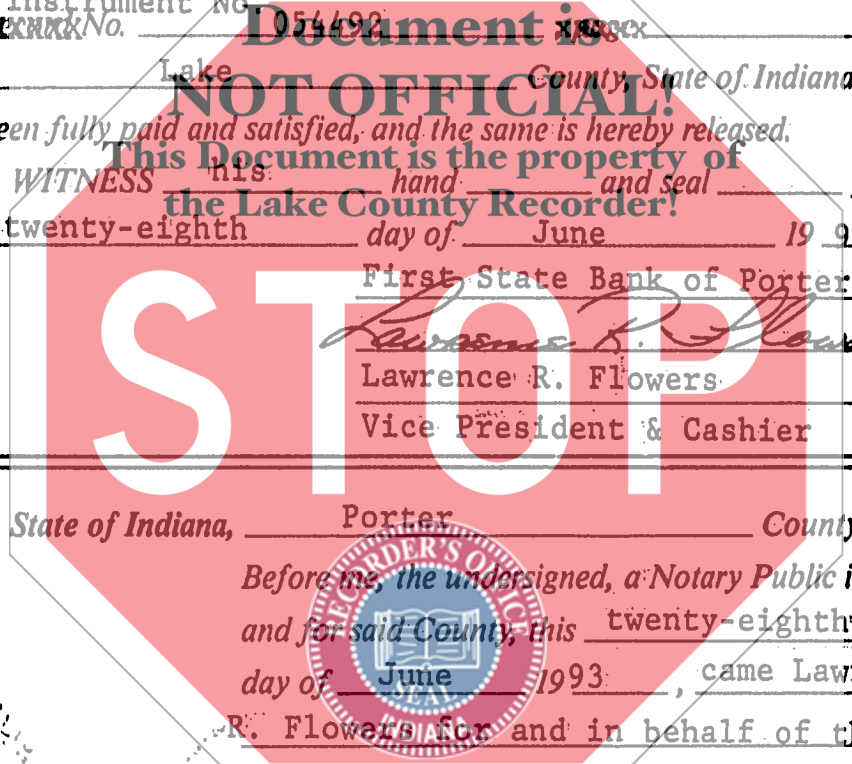 Instrument No.
No. 054492
Document is
Lake County, State of Indiana
NOT OFFICIAL!
een fully paid and satisfied, and the same is hereby released.
This Document is the property of
WITNESS his hand and seal
the Lake County Recorder!
twenty-eighth day of June 19 9
First State Bank of Porter
Lawrence R. Flowe
Lawrence R. Flowers
Vice President & Cashier
STOP
State of Indiana, Porter County
RECORDER'S OFFICE
Before me, the undersigned, a Notary Public i
and for said County, this twenty-eighth
day of June 1993, came Law
SEAL
INDIANA
R. Flowers for and in behalf of th